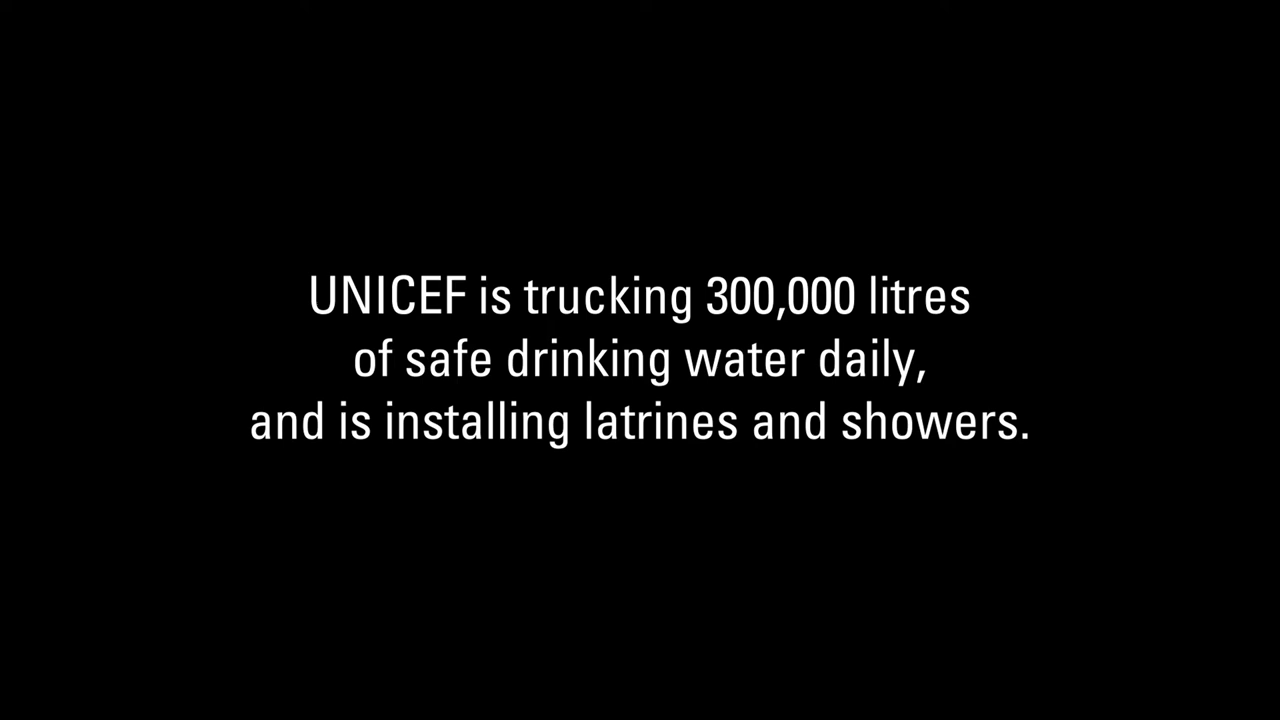 UNICEF is trucking 300,000 litres
of safe drinking water daily,
and is installing latrines and showers.